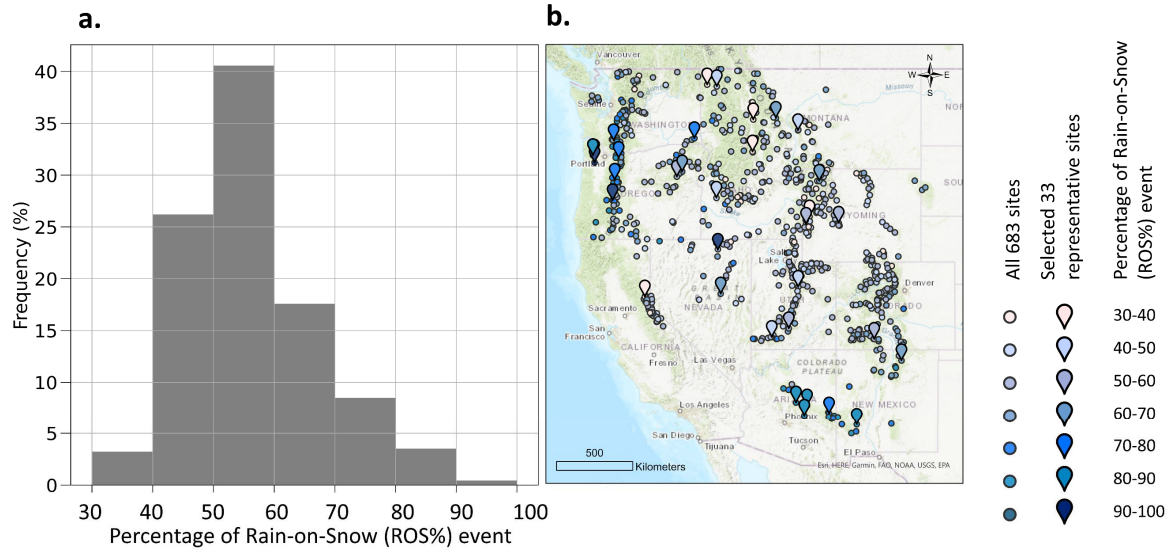 a.
Frequency (%)
40
35
30
25
20
15
10
5
0
30 40 50 60 70 80 90 100
Percentage of Rain-on-Snow (ROS%) event
b.
Vancouver
N
W E
S
Missouri
Seattle
WASHINGTON
MONTANA
Portland
OREGON
SOU
WYOMING
Salt
Lake
GREAT
NEVADA
Denver
Sacramento
San
Francisco
CALIFORNIA
Fresno
Las Vegas
COLORADO
PLATEAU
Los Angeles
Phoenix
NEW MEXICO
San Diego
Tijuana
Tucson
El Paso
500
Kilometers
Esri, HERE, Garmin, FAO, NOAA, USGS, EPA
All 683 sites
Selected 33
representative sites
Percentage of Rain-on-Snow
(ROS%) event
30-40
40-50
50-60
60-70
70-80
80-90
90-100